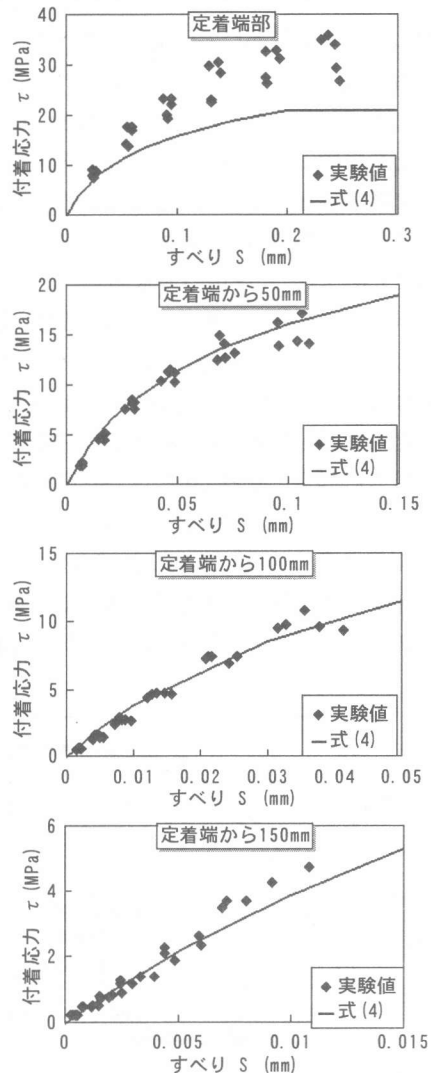 定着端部
付着応力 τ (MPa)
40
30
20
10
0
◆ 実験値
— 式(4)
0 0.1 0.2 0.3
すべり S (mm)
定着端から50mm
付着応力 τ (MPa)
20
15
10
5
0
◆ 実験値
— 式(4)
0 0.05 0.1 0.15
すべり S (mm)
定着端から100mm
付着応力 τ (MPa)
15
10
5
0
◆ 実験値
— 式(4)
0 0.01 0.02 0.03 0.04 0.05
すべり S (mm)
定着端から150mm
付着応力 τ (MPa)
6
4
2
0
◆ 実験値
— 式(4)
0 0.005 0.01 0.015
すべり S (mm)